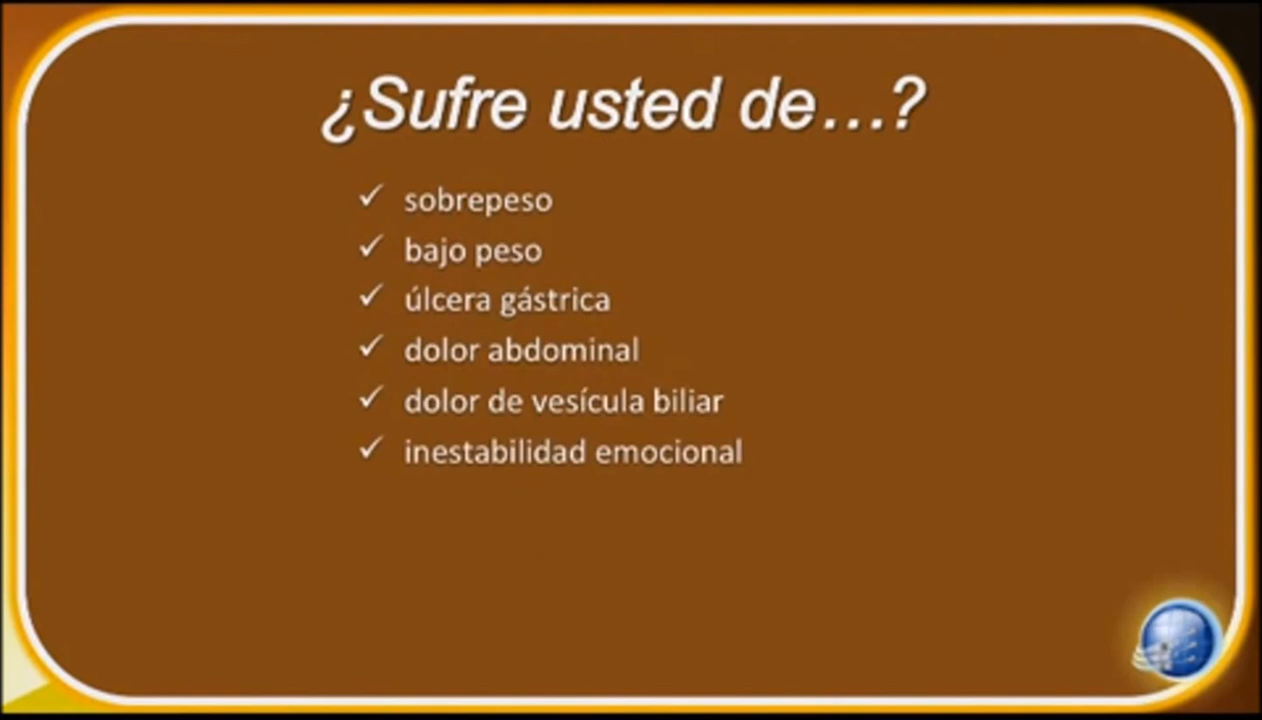 ¿Sufre usted de...?
✓ sobrepeso
✓ bajo peso
✓ úlcera gástrica
✓ dolor abdominal
✓ dolor de vesícula biliar
✓ inestabilidad emocional